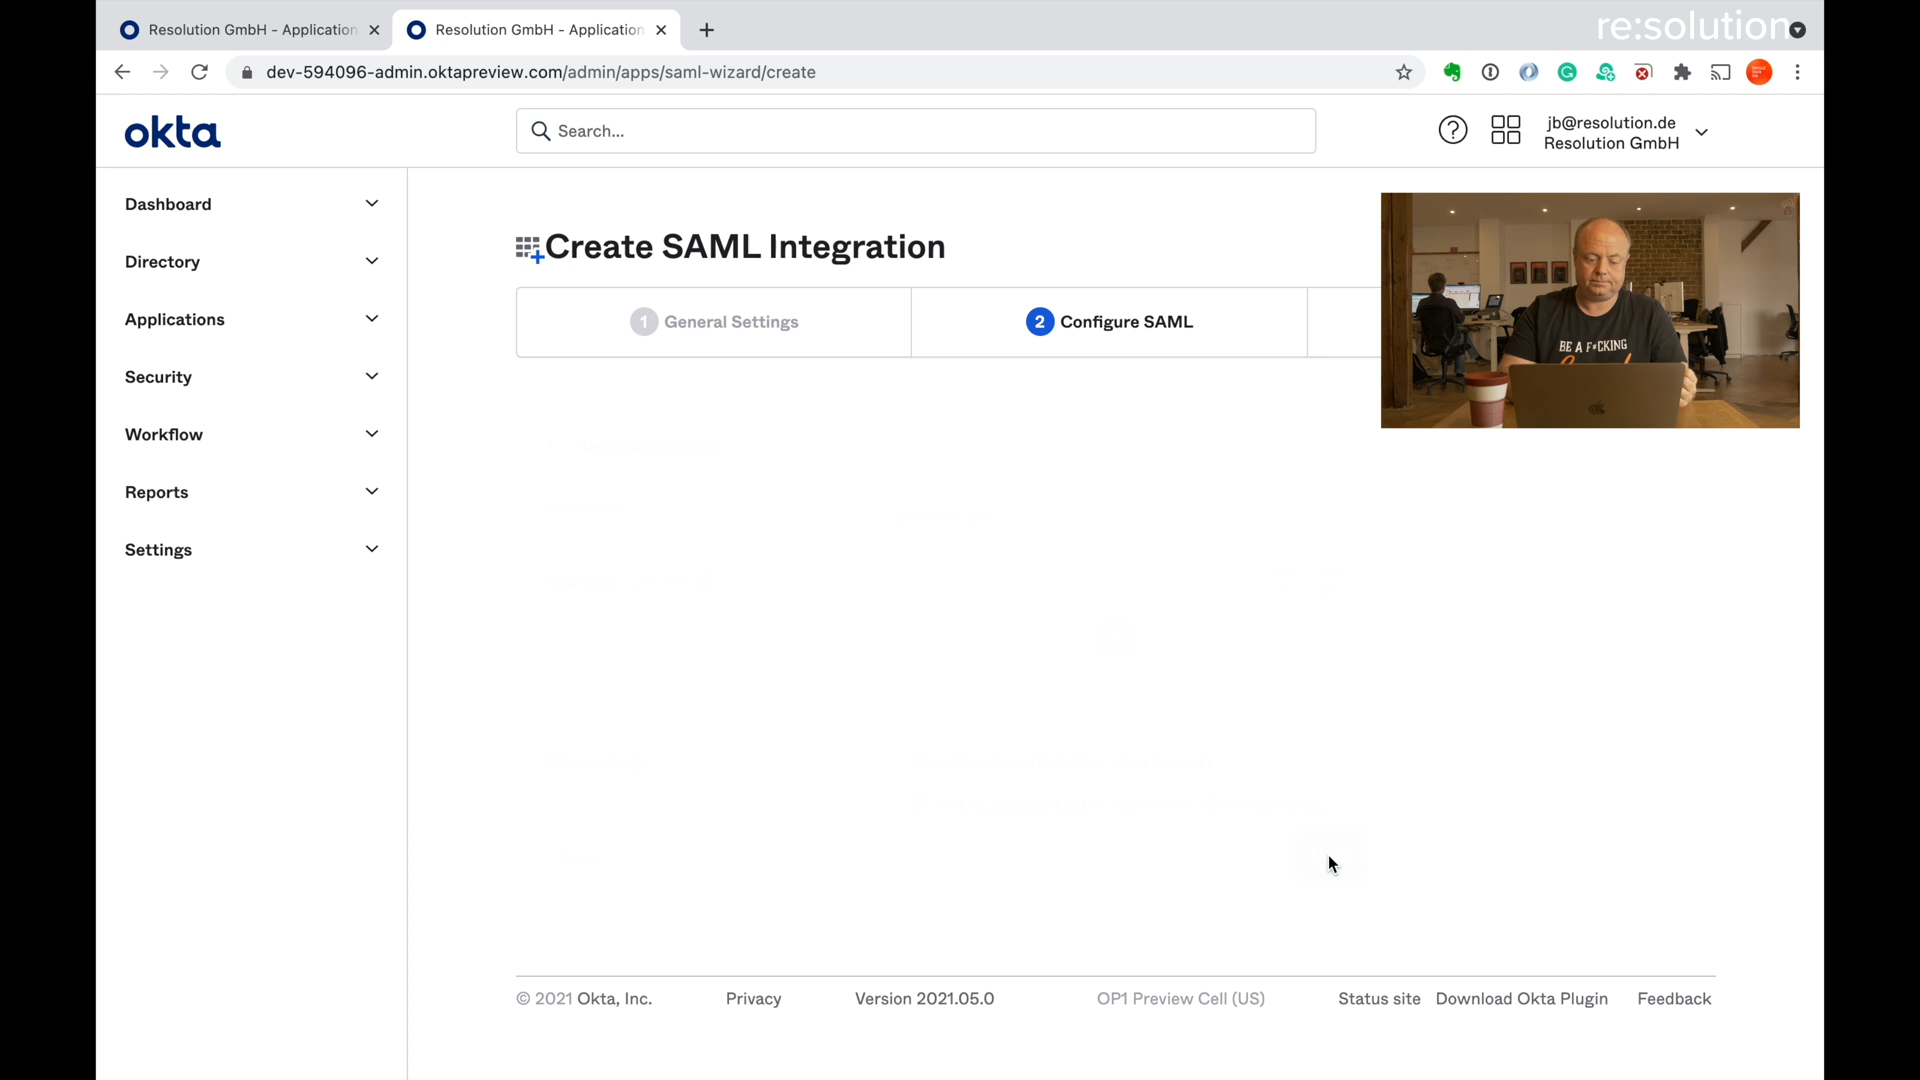 re:solution
Resolution GmbH - Application
Resolution GmbH - Application
dev-594096-admin.oktapreview.com/admin/apps/saml-wizard/create
okta
Search...
jb@resolution.de
Resolution GmbH
Dashboard
Directory
Applications
Security
Workflow
Reports
Settings
Create SAML Integration
1 General Settings
2 Configure SAML
BE A F*CKING
© 2021 Okta, Inc.
Privacy
Version 2021.05.0
OP1 Preview Cell (US)
Status site
Download Okta Plugin
Feedback